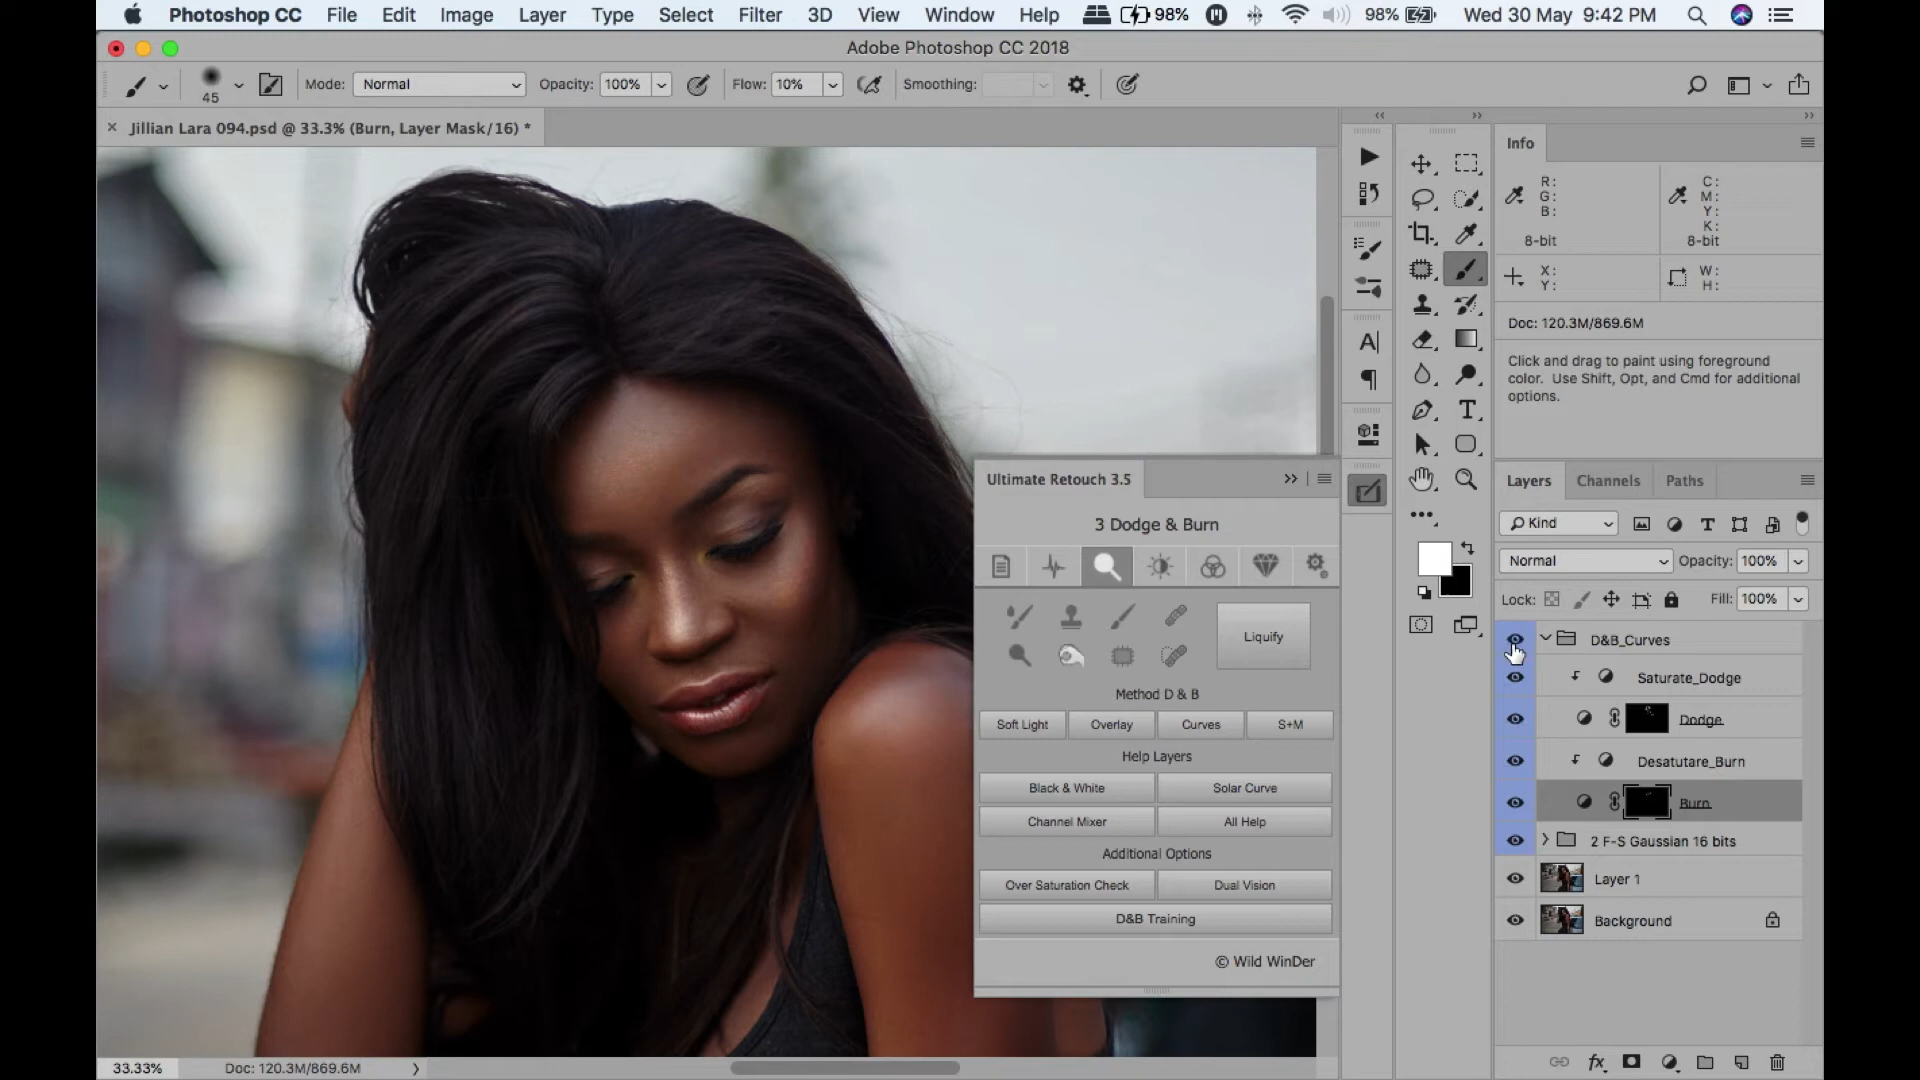 Photoshop CC File Edit Image Layer Type Select Filter 3D View Window Help 98% 98% Wed 30 May 9:42 PM
Adobe Photoshop CC 2018
45 Mode: Normal Opacity: 100% Flow: 10% Smoothing:
Jillian Lara 094.psd @ 33.3% (Burn, Layer Mask/16) *
Info
R:
G:
B:
8-bit
C:
M:
Y:
K:
8-bit
X:
Y:
W:
H:
Doc: 120.3M/869.6M
Click and drag to paint using foreground
color. Use Shift, Opt, and Cmd for additional
options.
Ultimate Retouch 3.5
3 Dodge & Burn
Liquify
Method D & B
Soft Light Overlay Curves S+M
Help Layers
Black & White Solar Curve
Channel Mixer All Help
Additional Options
Over Saturation Check Dual Vision
D&B Training
© Wild WinDer
Layers Channels Paths
Kind
Normal Opacity: 100%
Lock: Fill: 100%
D&B_Curves
Saturate_Dodge
Dodge
Desatutare_Burn
Burn
2 F-S Gaussian 16 bits
Layer 1
Background
fx
33.33% Doc: 120.3M/869.6M